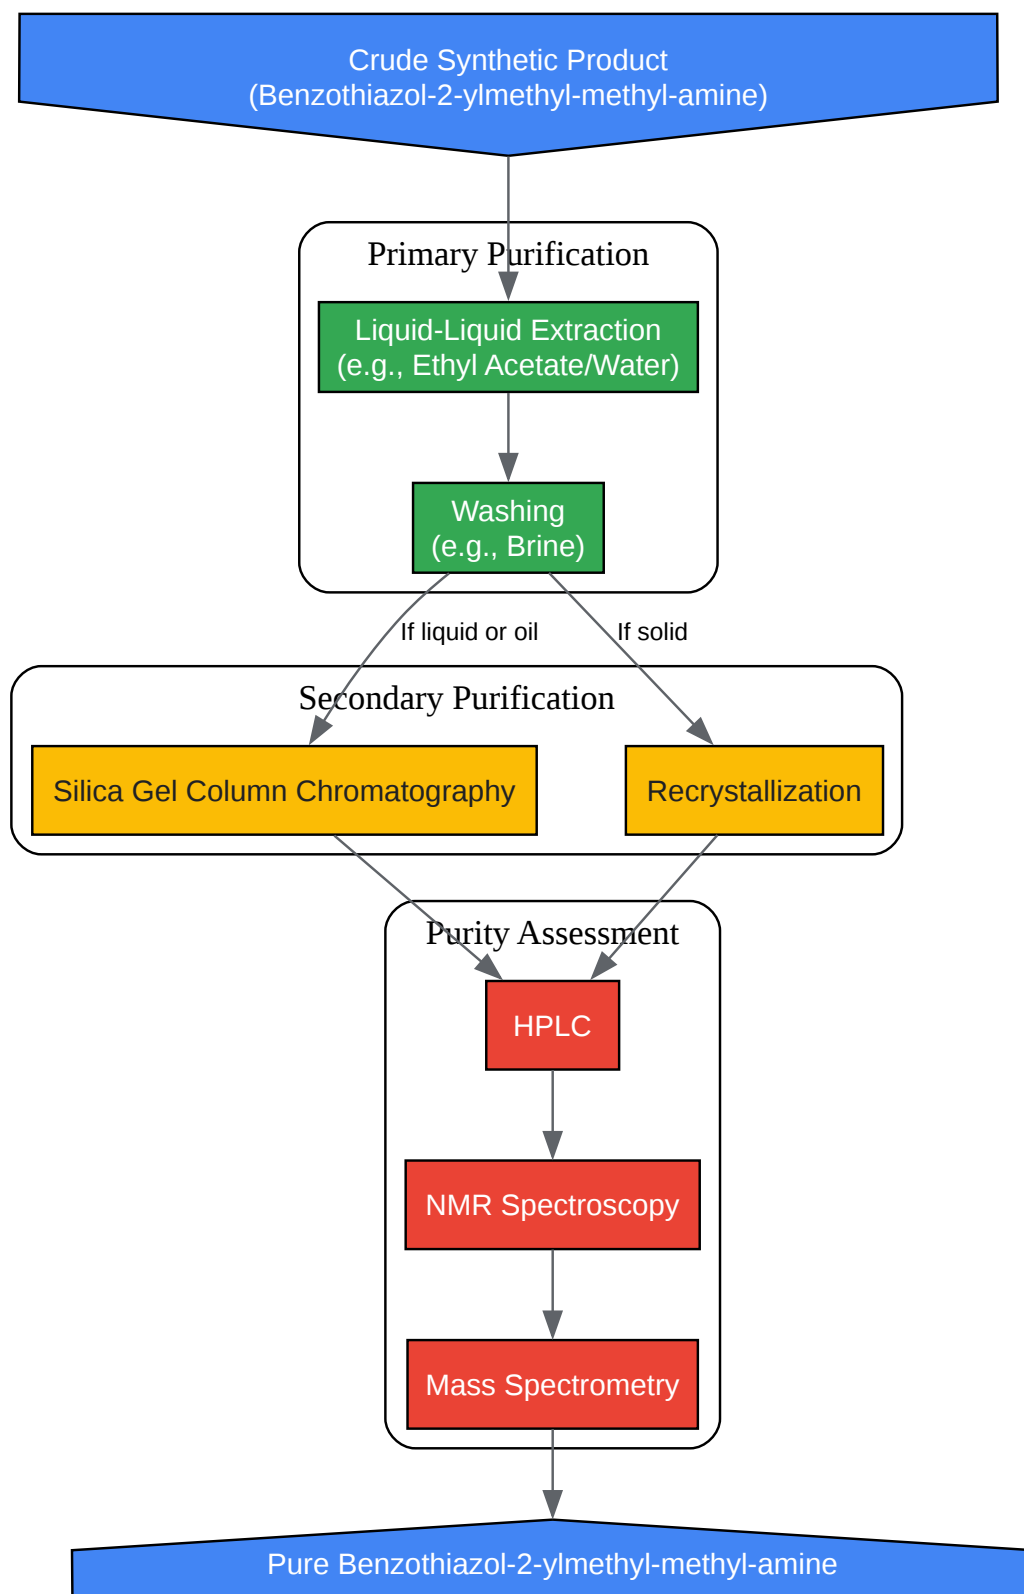 Crude Synthetic Product
(Benzothiazol-2-ylmethyl-methyl-amine)
Primary Purification
Liquid-Liquid Extraction
(e.g., Ethyl Acetate/Water)
Washing
(e.g., Brine)
If liquid or oil
If solid
Secondary Purification
Silica Gel Column Chromatography
Recrystallization
Purity Assessment
HPLC
NMR Spectroscopy
Mass Spectrometry
Pure Benzothiazol-2-ylmethyl-methyl-amine